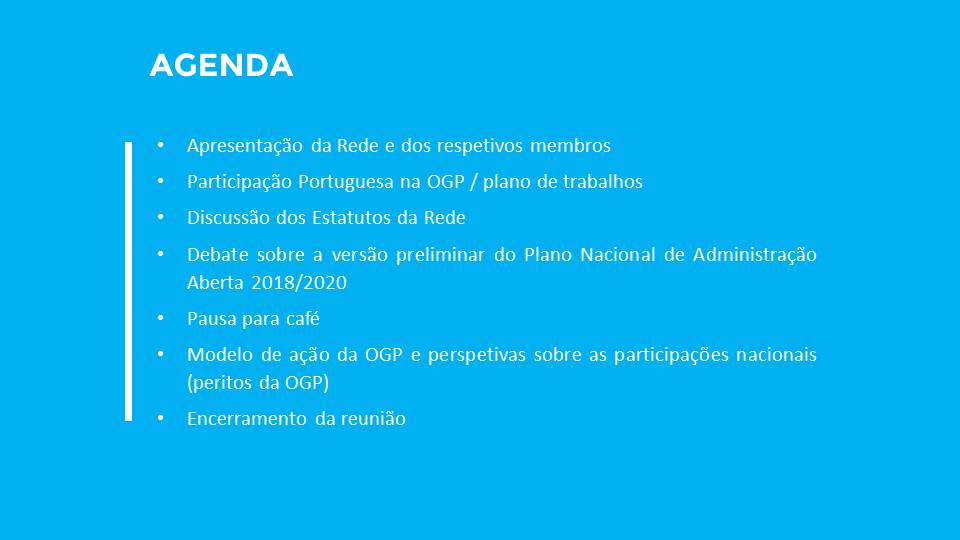 AGENDA
• Apresentação da Rede e dos respetivos membros
• Participação Portuguesa na OGP / plano de trabalhos
• Discussão dos Estatutos da Rede
• Debate sobre a versão preliminar do Plano Nacional de Administração
Aberta 2018/2020
• Pausa para café
• Modelo de ação da OGP e perspetivas sobre as participações nacionais
(peritos da OGP)
• Encerramento da reunião